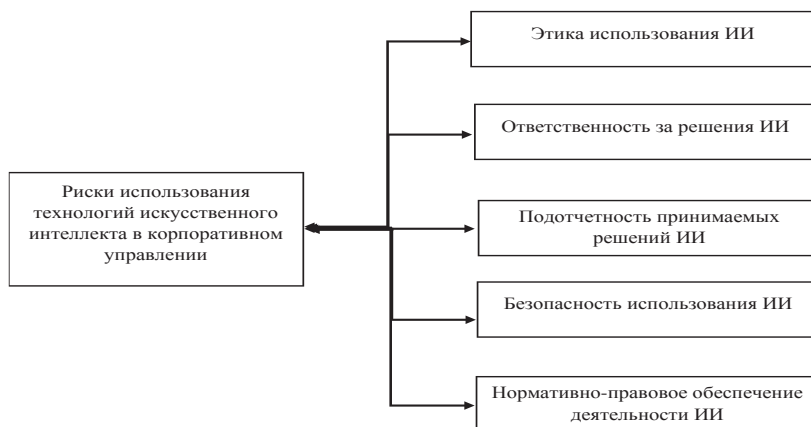 Этика использования ИИ
Ответственность за решения ИИ
Риски использования
технологий искусственного
интеллекта в корпоративном
управлении
Подотчетность принимаемых
решений ИИ
Безопасность использования ИИ
Нормативно-правовое обеспечение
деятельности ИИ